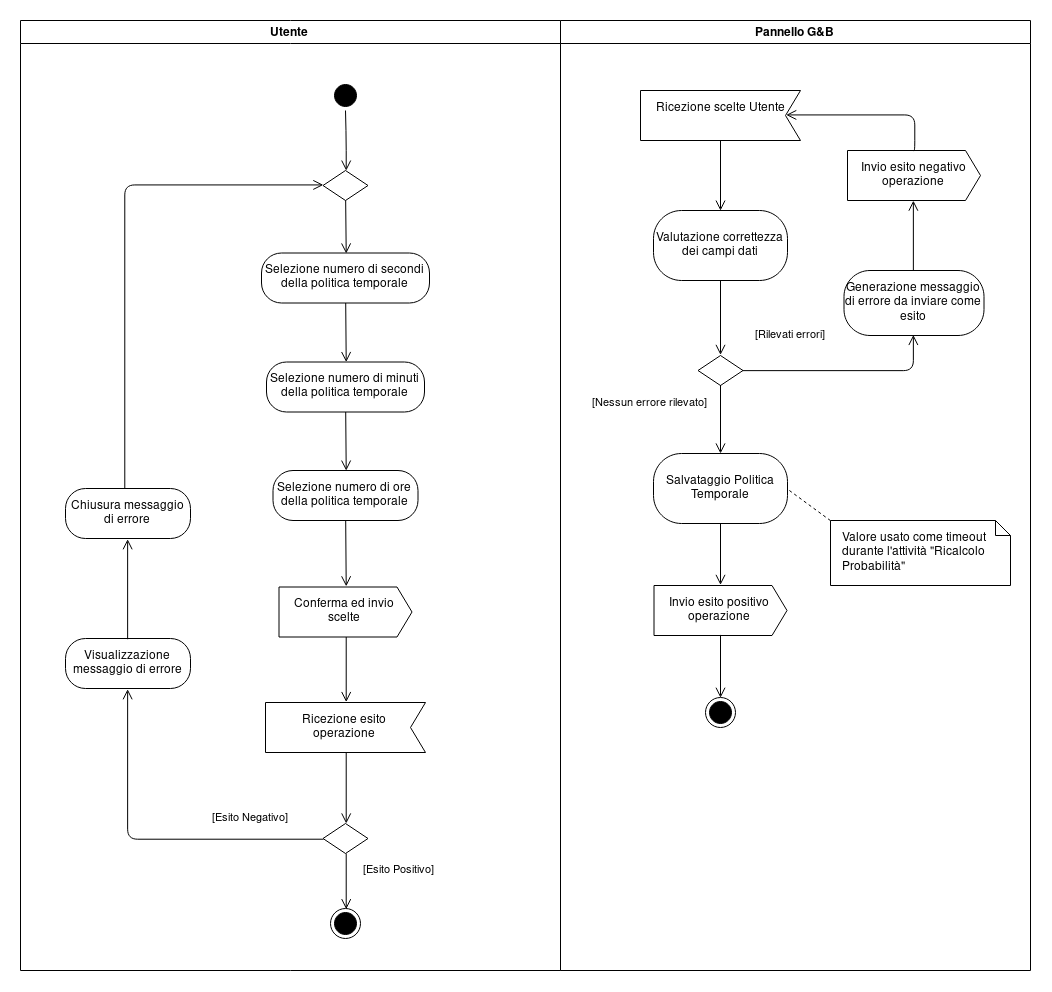 Utente
Pannello G&B
Selezione numero di secondi
della politica temporale
Selezione numero di minuti
della politica temporale
Selezione numero di ore
della politica temporale
Conferma ed invio
scelte
Ricezione esito
operazione
[Esito Negativo]
[Esito Positivo]
Visualizzazione
messaggio di errore
Chiusura messaggio
di errore
Ricezione scelte Utente
Valutazione correttezza
dei campi dati
[Rilevati errori]
Generazione messaggio
di errore da inviare come
esito
Invio esito negativo
operazione
[Nessun errore rilevato]
Salvataggio Politica
Temporale
Valore usato come timeout
durante l'attività "Ricalcolo
Probabilità"
Invio esito positivo
operazione